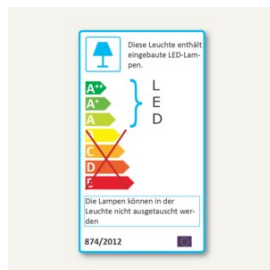 Diese Leuchte enthält
eingebaute LED-Lam-
pen.
A++
A+
A
L
E
D
C
D
E
Die Lampen können in der
Leuchte nicht ausgetauscht wer-
den
874/2012